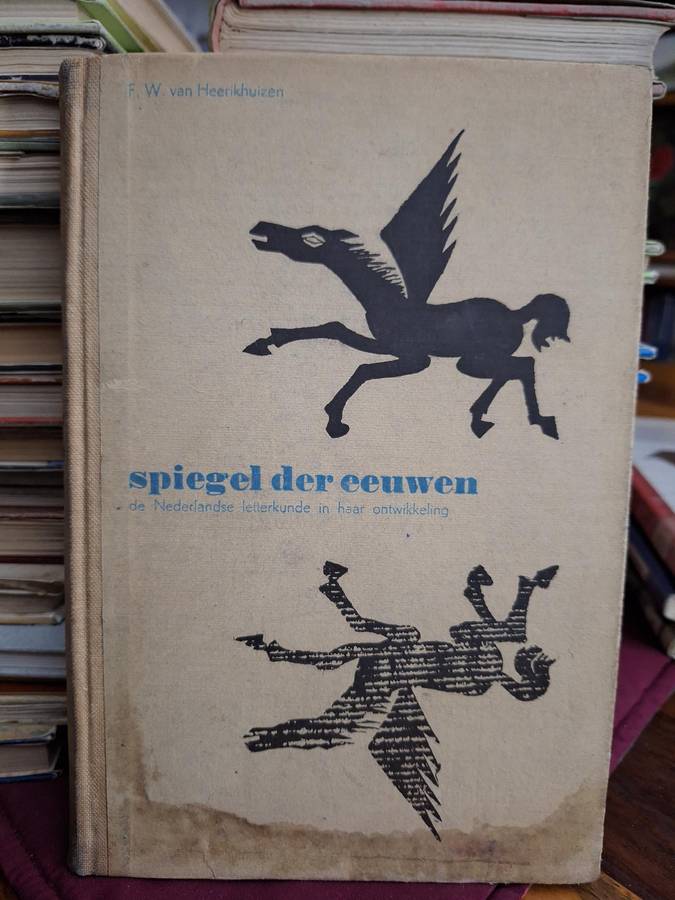 F. W. van Heerikhuizen
spiegel der eeuwen
de Nederlandse letterkunde in haar ontwikkeling